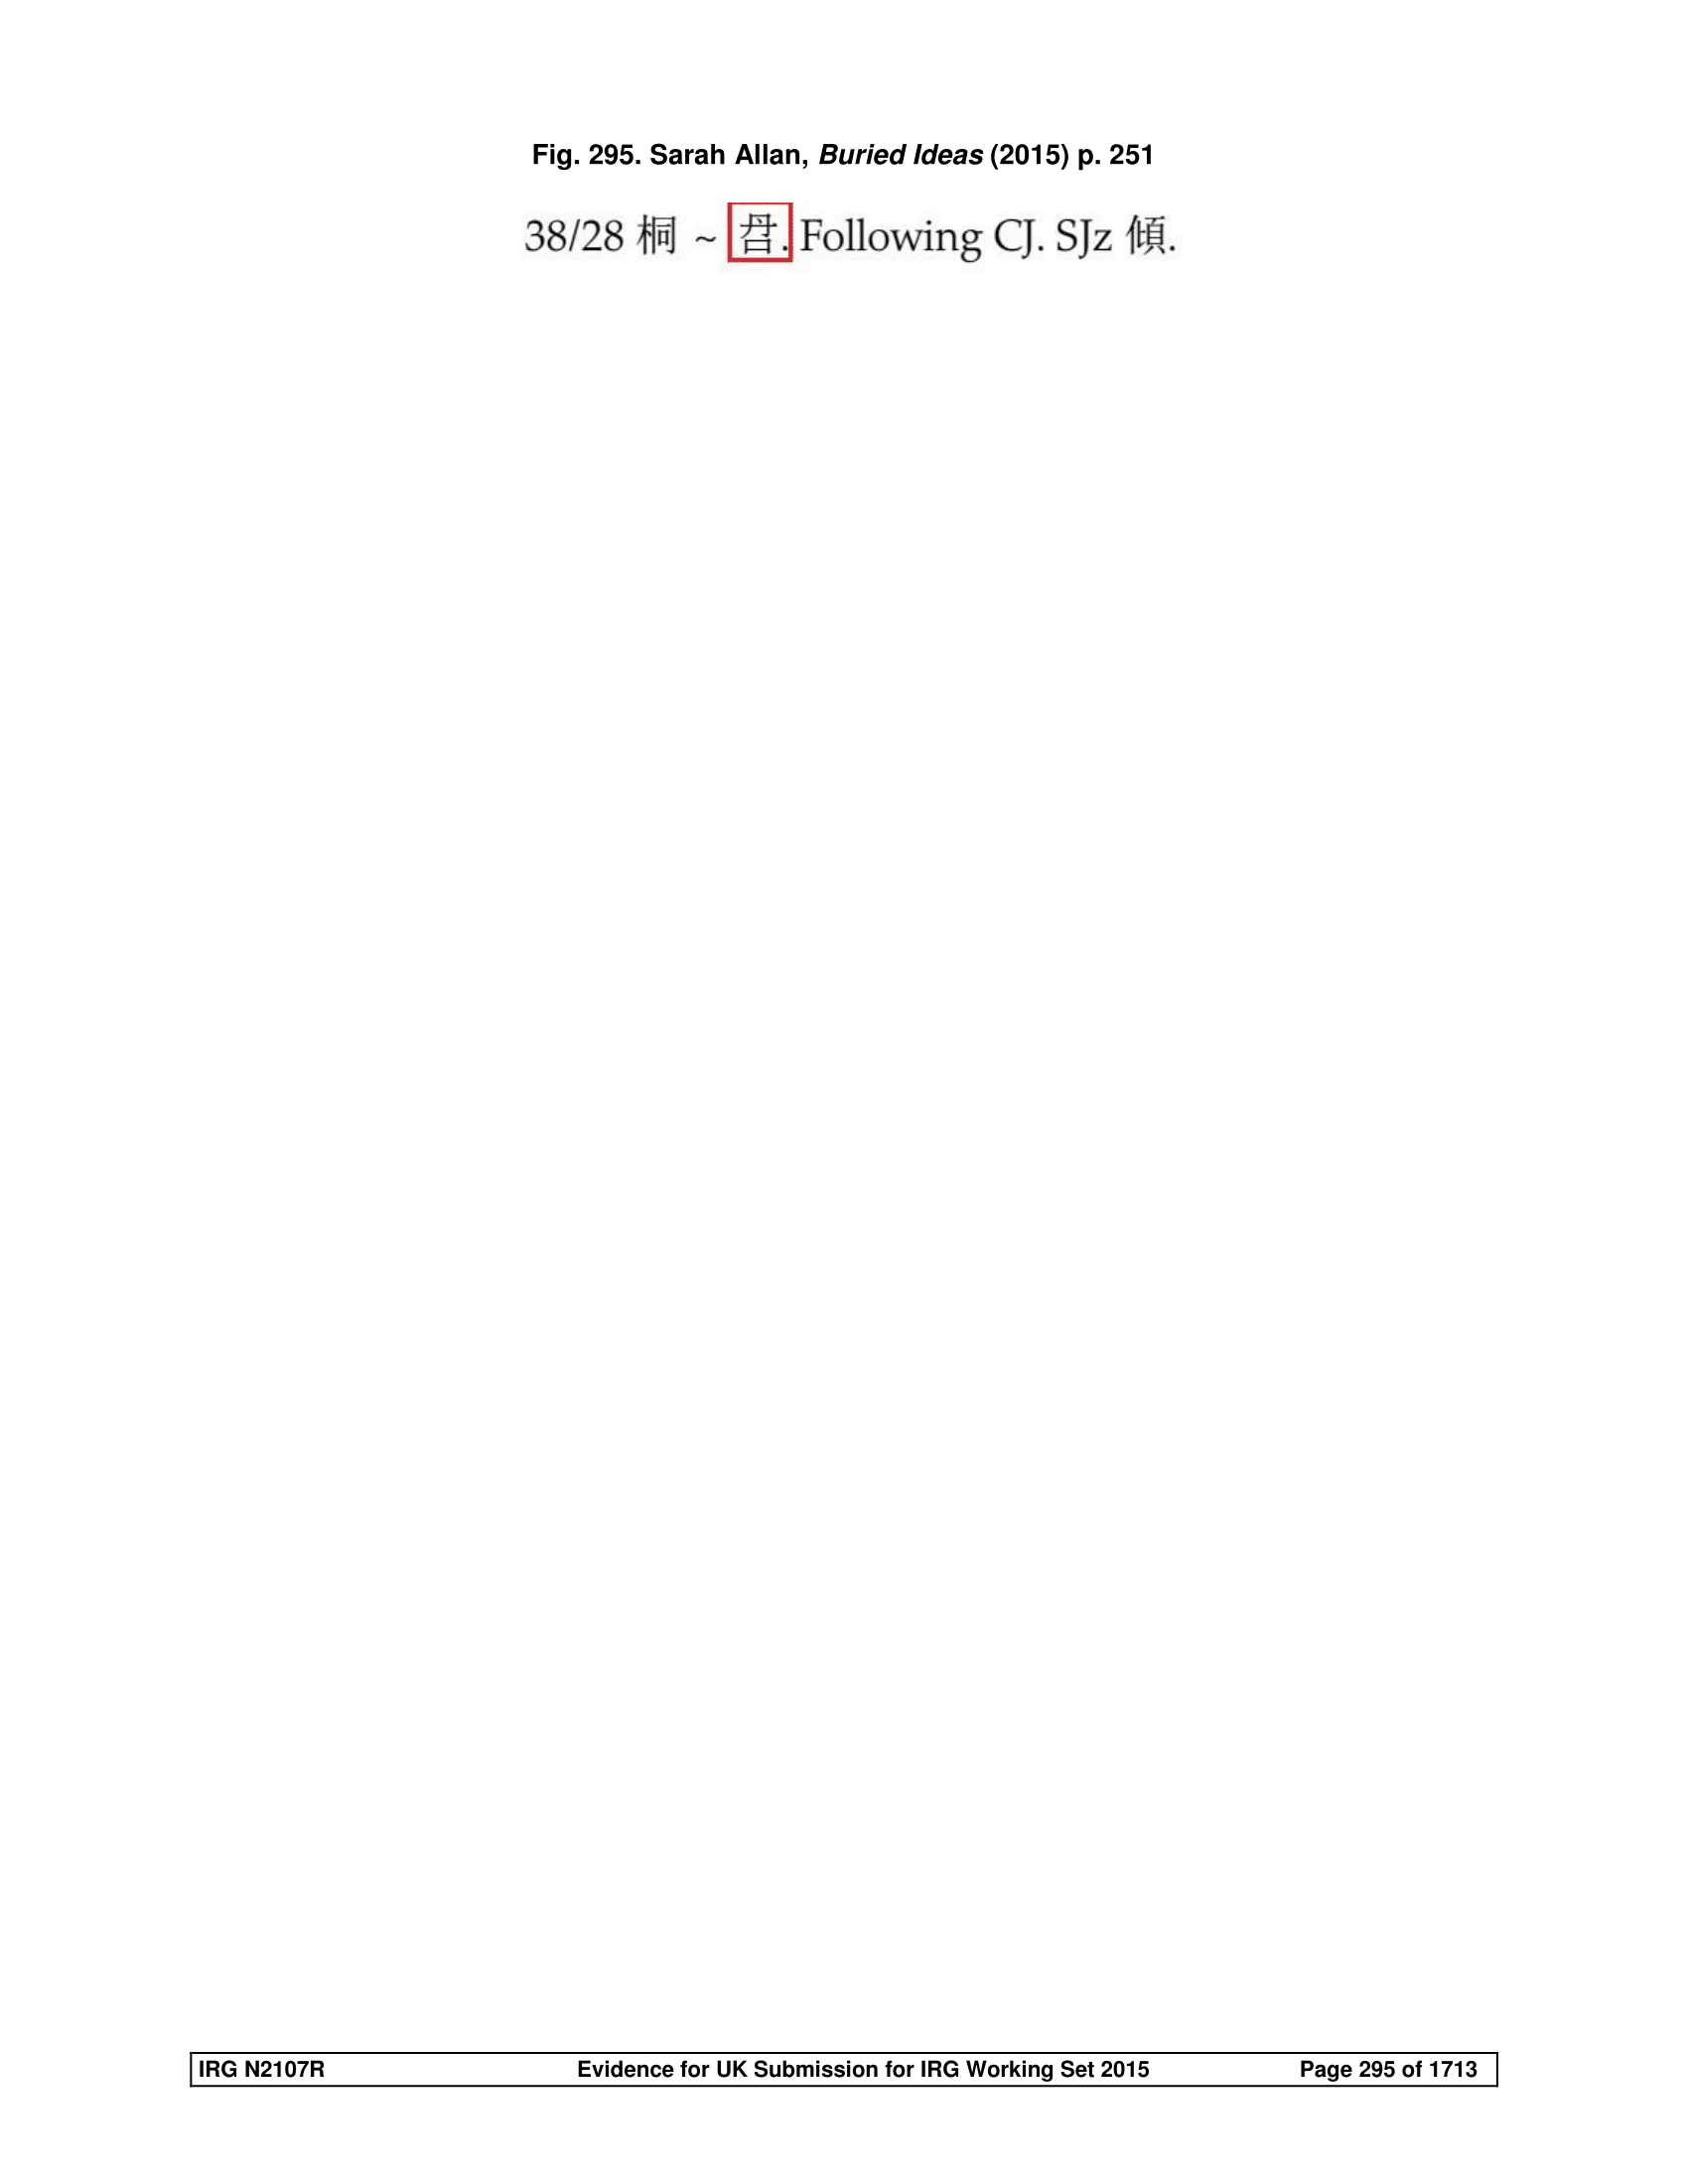 Fig. 295. Sarah Allan, Buried Ideas (2015) p. 251
38/28 桐 ~ . Following CJ. SJz 傾.
IRG N2107R Evidence for UK Submission for IRG Working Set 2015 Page 295 of 1713